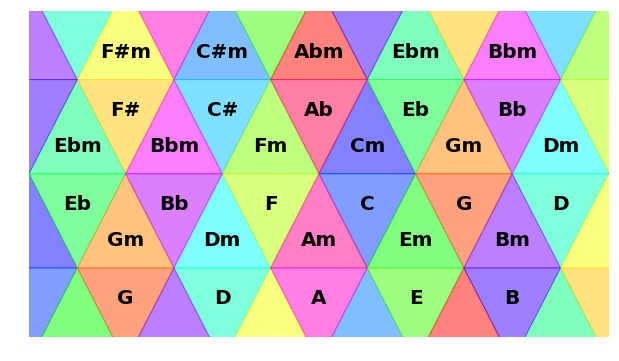 F#m C#m Abm Ebm Bbm
F# C# Ab Eb Bb
Ebm Bbm Fm Cm Gm Dm
Eb Bb F C G D
Gm Dm Am Em Bm
G D A E B